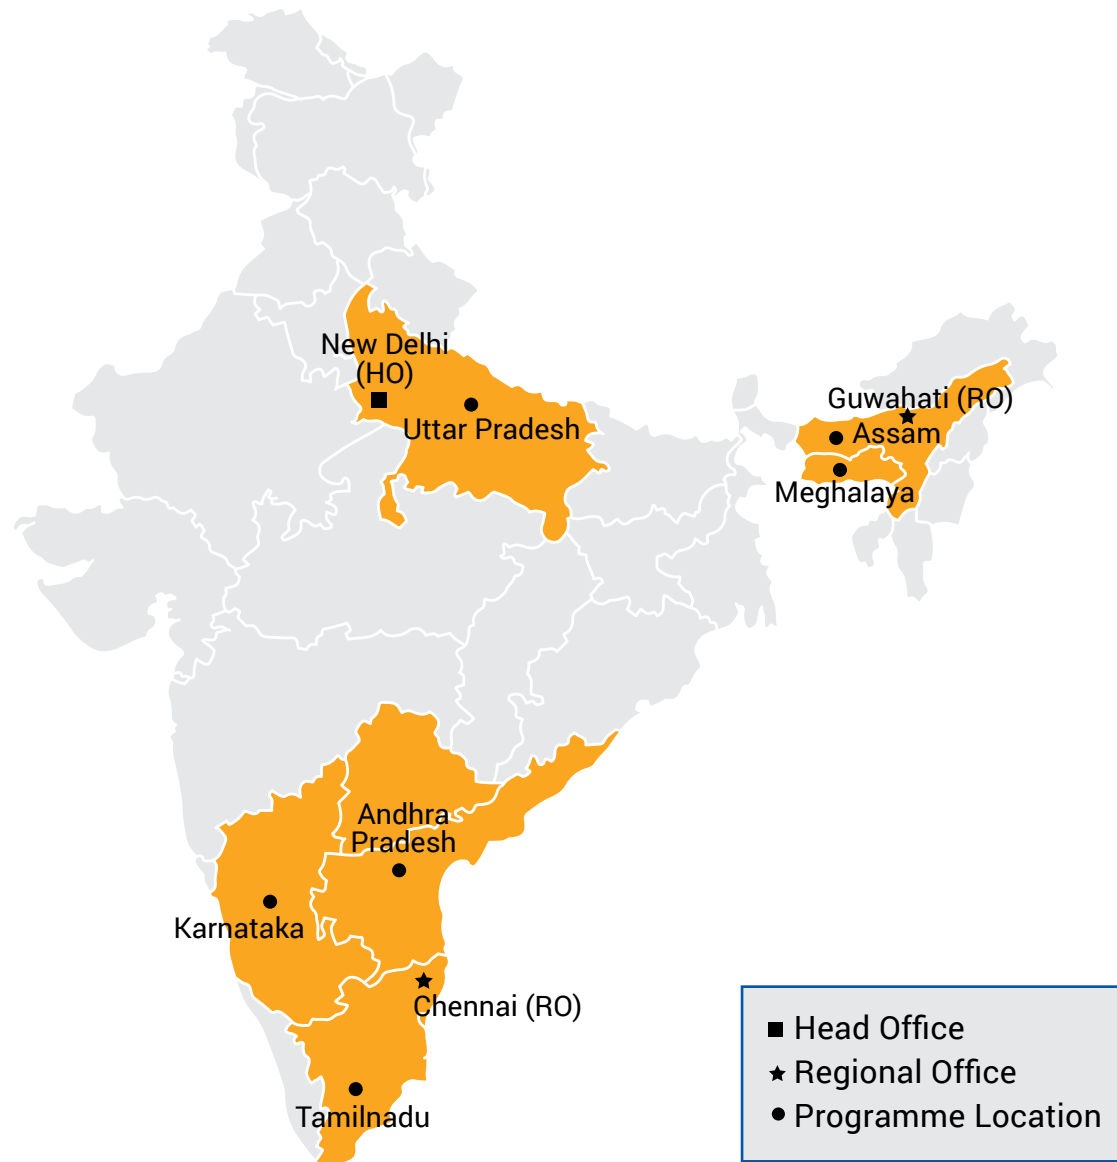 New Delhi
(HO)
Uttar Pradesh
Guwahati (RO)
Assam
Meghalaya
Andhra
Pradesh
Karnataka
Chennai (RO)
Tamilnadu
Head Office
Regional Office
Programme Location